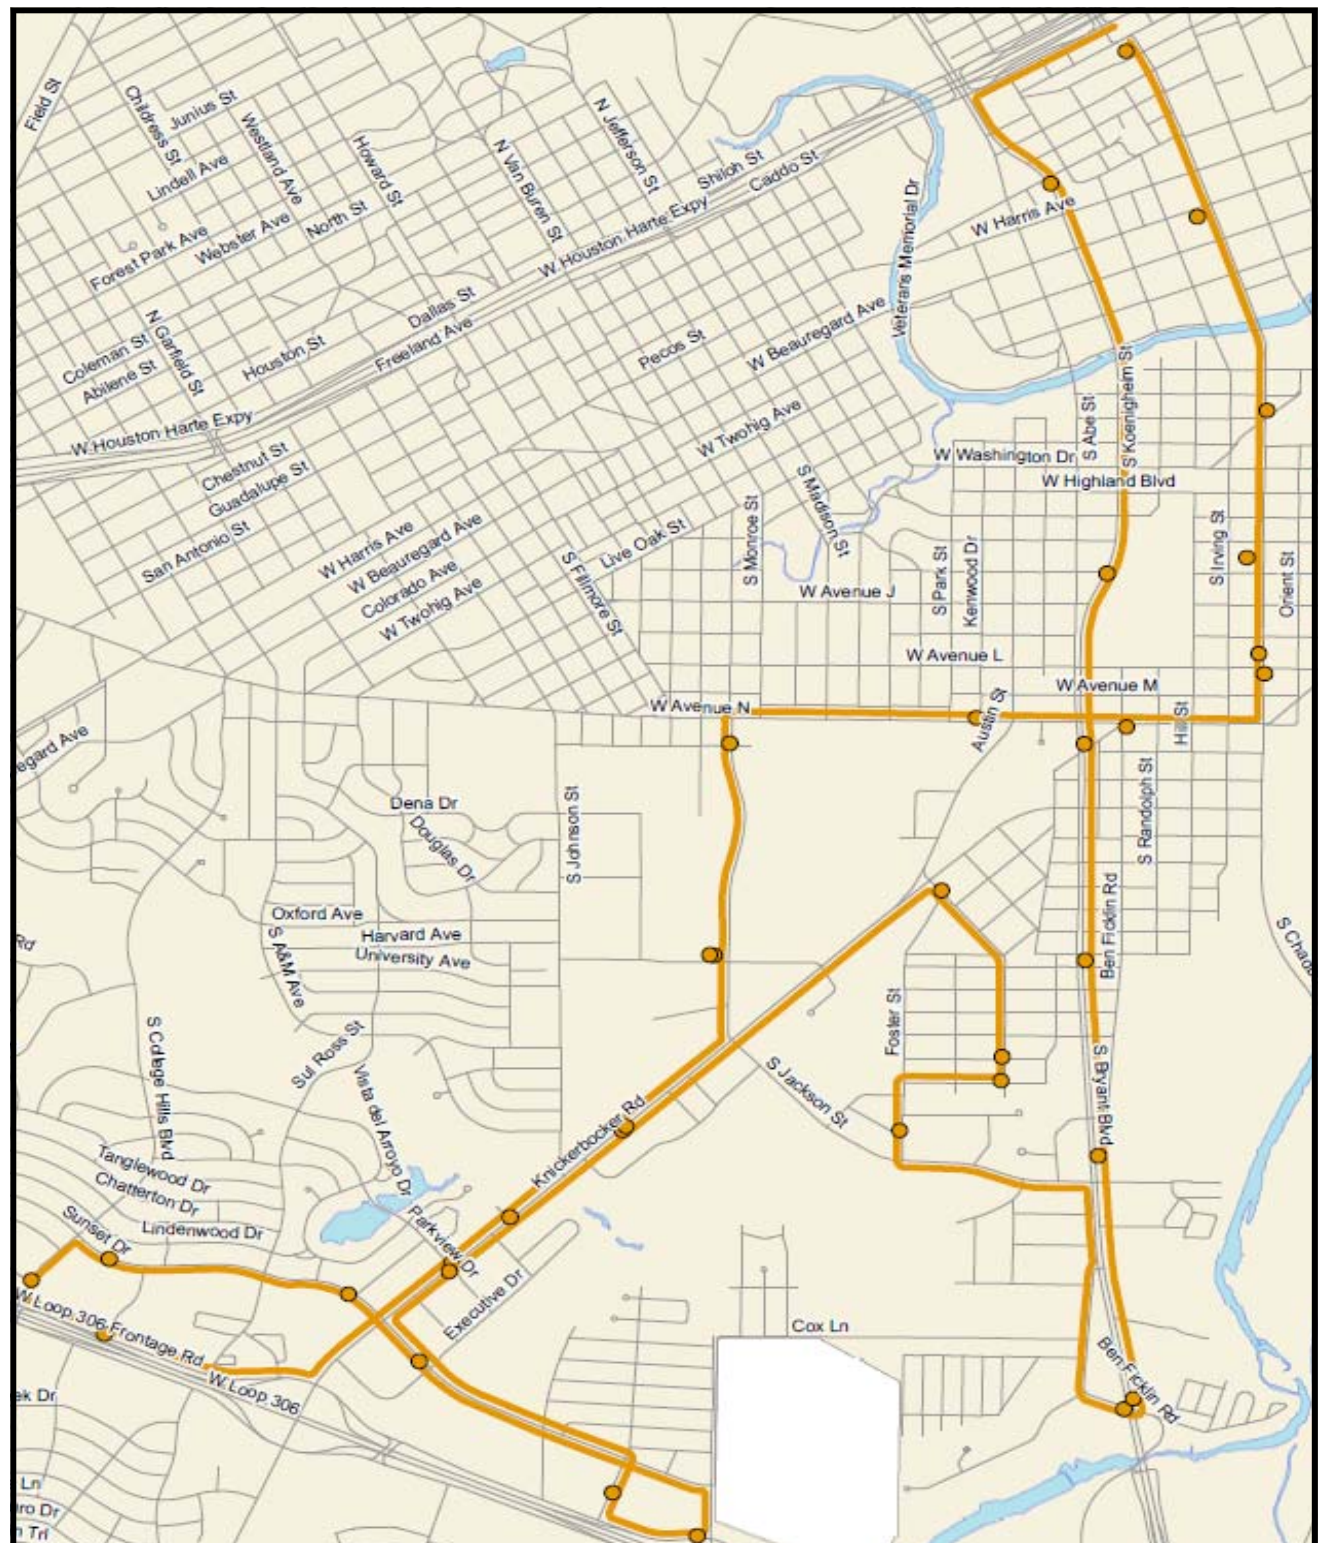 Field St
Childress St
Junius St
Westland Ave
Lindell Ave
Howard St
N Van Buren St
N Jefferson St
Shiloh St
Caddo St
Veterans Memorial Dr
W Harris Ave
Forest Park Ave
Webster Ave
North St
W Houston Harte Expy
Dallas St
Freeland Ave
N Garfield St
Coleman St
Abilene St
Houston St
Pecos St
W Beauregard Ave
S Koenigheim St
S Abe St
W Houston Harte Expy
W Twohig Ave
W Washington Dr
W Highland Blvd
Chestnut St
Guadalupe St
San Antonio St
S Madison St
S Monroe St
Live Oak St
W Harris Ave
W Beauregard Ave
Colorado Ave
W Twohig Ave
S Fillmore St
W Avenue J
S Park St
Kenwood Dr
S Irving St
Orient St
W Avenue L
W Avenue M
W Avenue N
Austin St
Hill St
egard Ave
Dena Dr
Douglas Dr
S Johnson St
S Randolph St
Oxford Ave
Harvard Ave
University Ave
S A&M Ave
Rd
Ben Ficklin Rd
S Chad
Foster St
S College Hills Blvd
Sul Ross St
Vista del Arroyo Dr
S Jackson St
S Bryant Blvd
Knickerbocker Rd
Tanglewood Dr
Chatterton Dr
Lindenwood Dr
Sunset Dr
Parkview Dr
Executive Dr
W Loop 306 Frontage Rd
W Loop 306
Cox Ln
Ben Ficklin Rd
ek Dr
Ln
iro Dr
n Trl